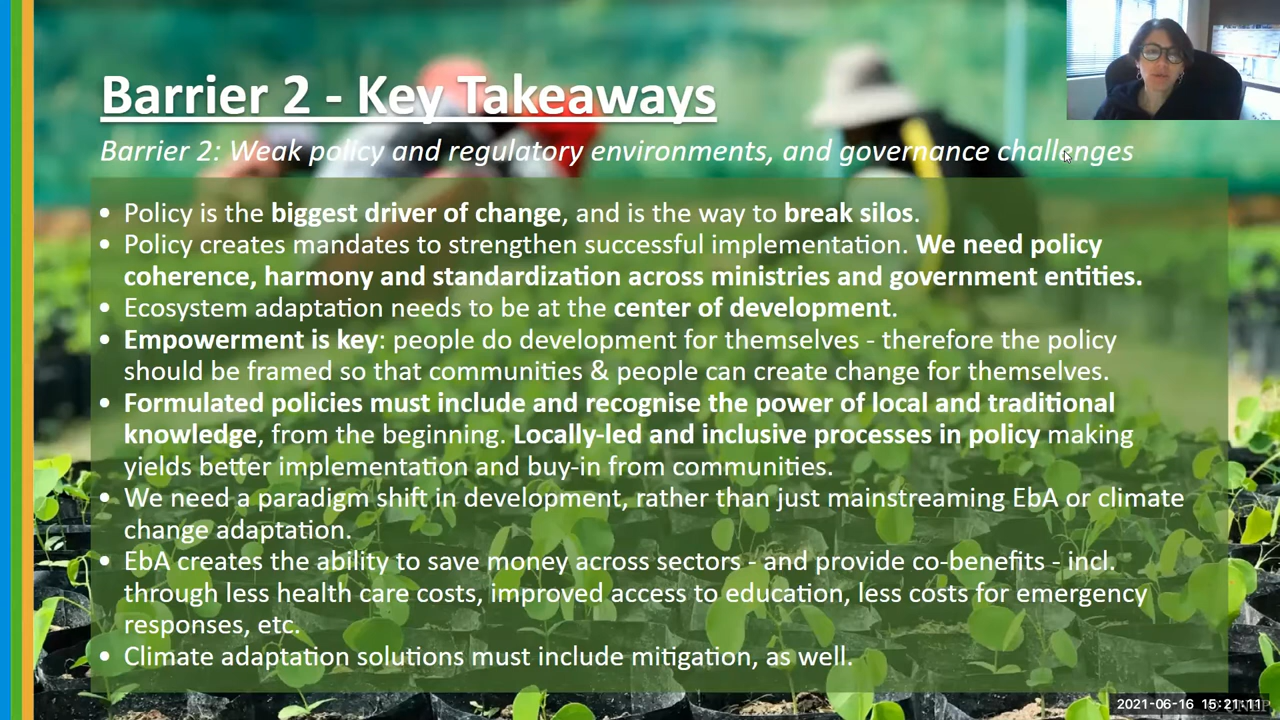 Barrier 2 - Key Takeaways
Barrier 2: Weak policy and regulatory environments, and governance challenges
• Policy is the biggest driver of change, and is the way to break silos.
• Policy creates mandates to strengthen successful implementation. We need policy
coherence, harmony and standardization across ministries and government entities.
• Ecosystem adaptation needs to be at the center of development.
• Empowerment is key: people do development for themselves - therefore the policy
should be framed so that communities & people can create change for themselves.
• Formulated policies must include and recognise the power of local and traditional
knowledge, from the beginning. Locally-led and inclusive processes in policy making
yields better implementation and buy-in from communities.
• We need a paradigm shift in development, rather than just mainstreaming EbA or climate
change adaptation.
• EbA creates the ability to save money across sectors - and provide co-benefits - incl.
through less health care costs, improved access to education, less costs for emergency
responses, etc.
• Climate adaptation solutions must include mitigation, as well.
2021-06-16 15:21:11